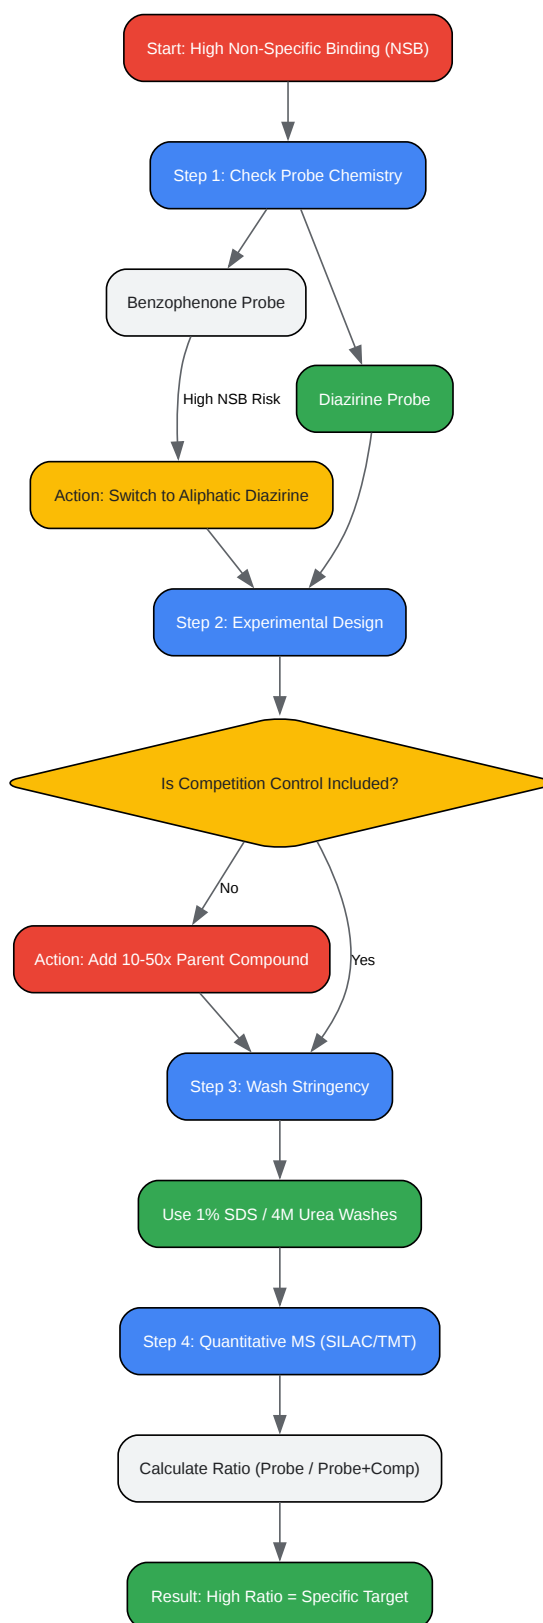 Start: High Non-Specific Binding (NSB)
Step 1: Check Probe Chemistry
Benzophenone Probe
Diazirine Probe
High NSB Risk
Action: Switch to Aliphatic Diazirine
Step 2: Experimental Design
Is Competition Control Included?
No
Action: Add 10-50x Parent Compound
Yes
Step 3: Wash Stringency
Use 1% SDS / 4M Urea Washes
Step 4: Quantitative MS (SILAC/TMT)
Calculate Ratio (Probe / Probe+Comp)
Result: High Ratio = Specific Target